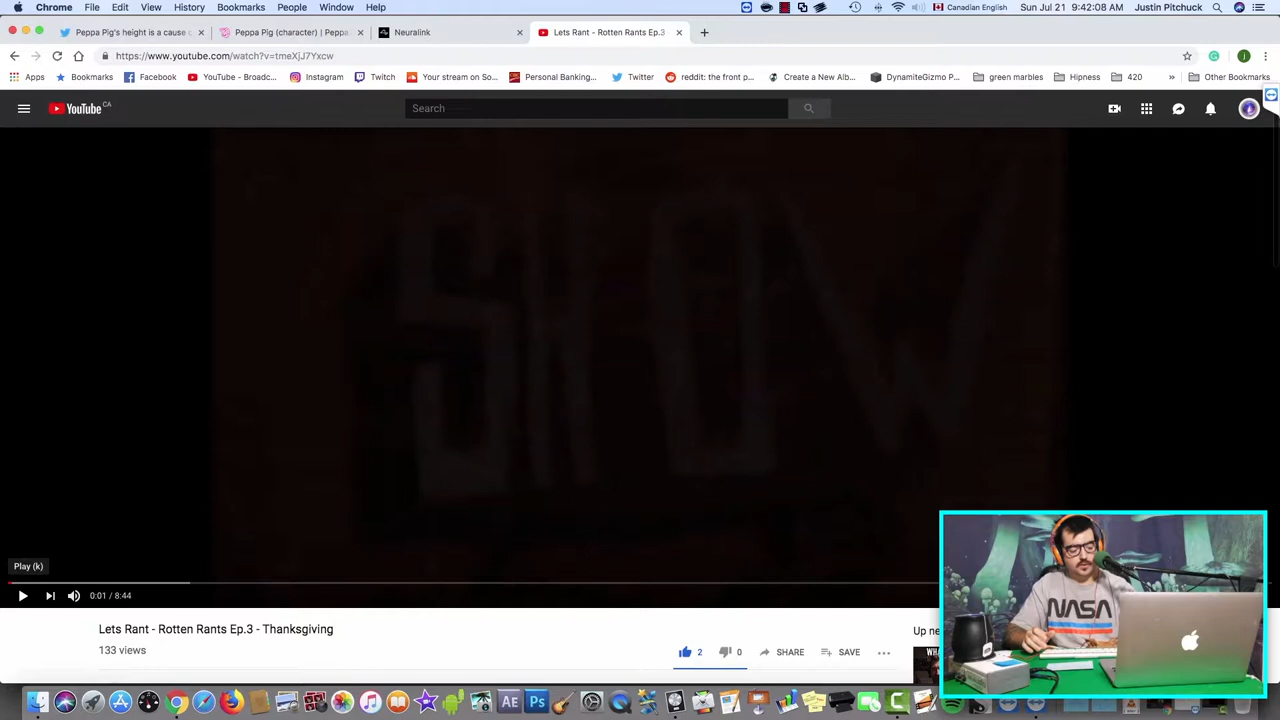 Chrome File Edit View History Bookmarks People Window Help Canadian English Sun Jul 21 9:42:08 AM Justin Pitchuck
Peppa Pig's height is a cause o Peppa Pig (character) | Peppa Neuralink Lets Rant - Rotten Rants Ep.3 -
https://www.youtube.com/watch?v=tmeXjJ7Yxcw
Apps Bookmarks Facebook YouTube - Broadc... Instagram Twitch Your stream on So... Personal Banking... Twitter reddit: the front p... Create a New Alb... DynamiteGizmo P... green marbles Hipness 420 » Other Bookmarks
YouTube CA Search
SHOW
Play (k)
0:01 / 8:44
Lets Rant - Rotten Rants Ep.3 - Thanksgiving
133 views
2 0 SHARE SAVE
Up ne
NASA
AE Ps